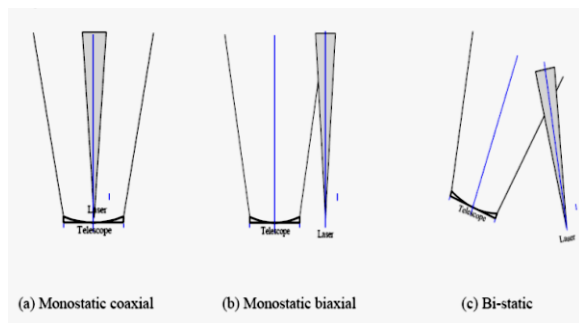 Laser
Telescope
Laser
Telescope
Laser
Telescope
(a) Monostatic coaxial
(b) Monostatic biaxial
(c) Bi-static